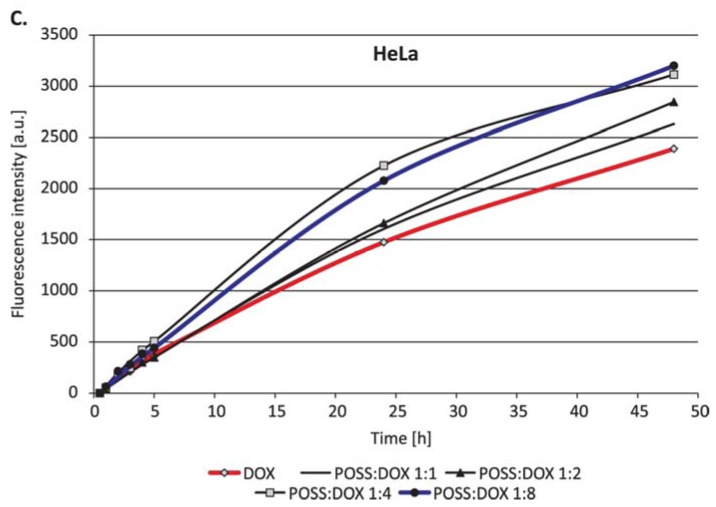 C.
HeLa
Fluorescence intensity [a.u.]
3500
3000
2500
2000
1500
1000
500
0
0 5 10 15 20 25 30 35 40 45 50
Time [h]
DOX POSS:DOX 1:1 POSS:DOX 1:2
POSS:DOX 1:4 POSS:DOX 1:8